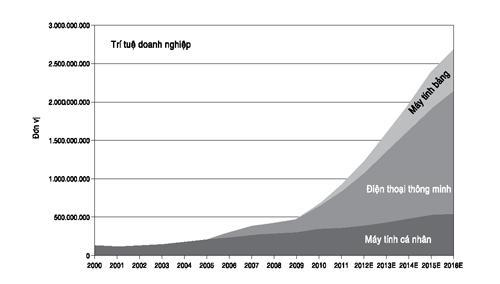 3.000.000.000
Trí tuệ doanh nghiệp
2.500.000.000
Máy tính bảng
2.000.000.000
Đơn vị
1.500.000.000
1.000.000.000
Điện thoại thông minh
500.000.000
Máy tính cá nhân
0
2000 2001 2002 2003 2004 2005 2006 2007 2008 2009 2010 2011 2012E 2013E 2014E 2015E 2016E